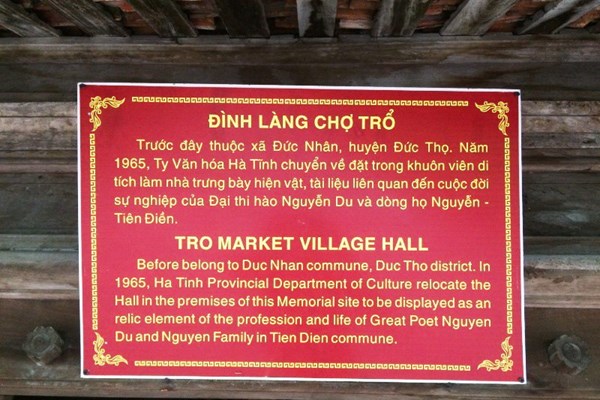 ĐÌNH LÀNG CHỢ TRỔ
Trước đây thuộc xã Đức Nhân, huyện Đức Thọ. Năm
1965, Ty Văn hóa Hà Tĩnh chuyển về đặt trong khuôn viên di
tích làm nhà trưng bày hiện vật, tài liệu liên quan đến cuộc đời
sự nghiệp của Đại thi hào Nguyễn Du và dòng họ Nguyễn -
Tiên Điền.
TRO MARKET VILLAGE HALL
Before belong to Duc Nhan commune, Duc Tho district. In
1965, Ha Tinh Provincial Department of Culture relocate the
Hall in the premises of this Memorial site to be displayed as an
relic element of the profession and life of Great Poet Nguyen
Du and Nguyen Family in Tien Dien commune.